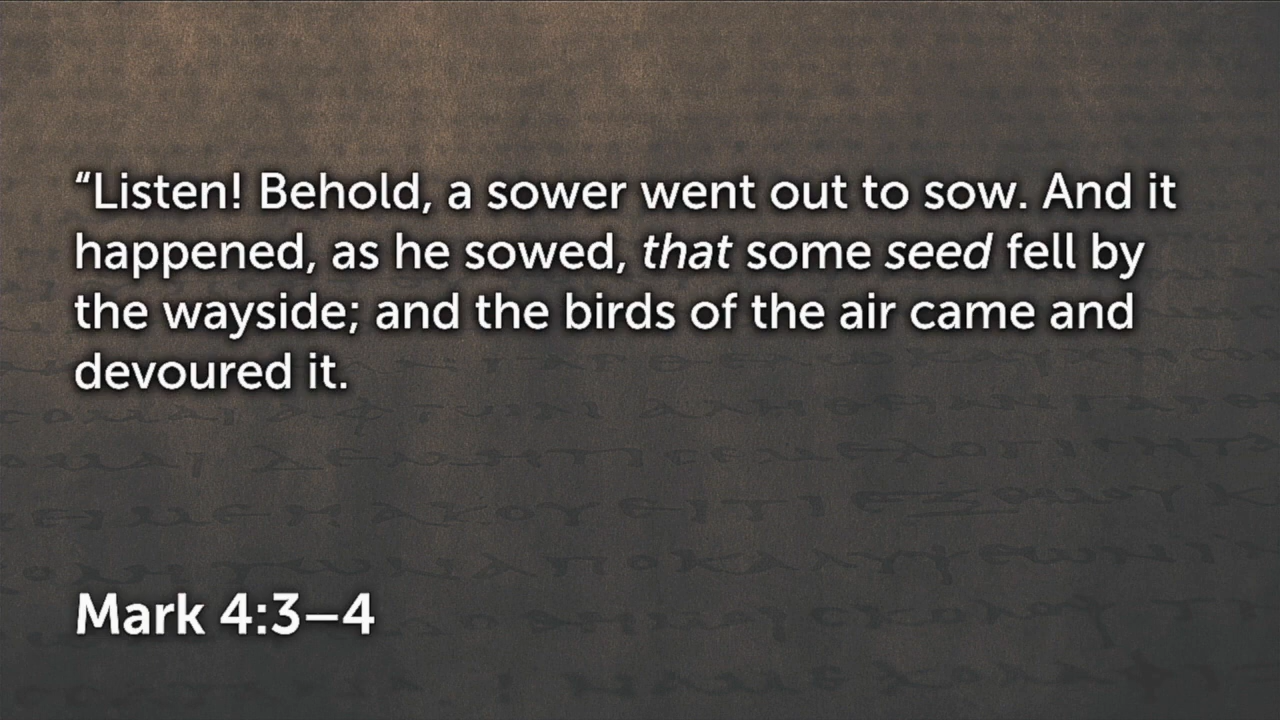 “Listen! Behold, a sower went out to sow. And it
happened, as he sowed, that some seed fell by
the wayside; and the birds of the air came and
devoured it.
Mark 4:3–4